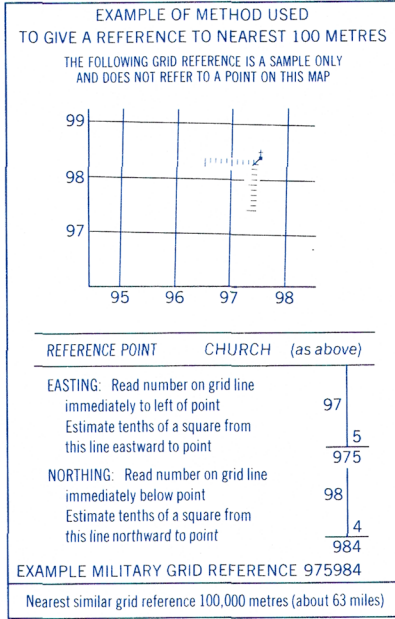 EXAMPLE OF METHOD USED
TO GIVE A REFERENCE TO NEAREST 100 METRES
THE FOLLOWING GRID REFERENCE IS A SAMPLE ONLY
AND DOES NOT REFER TO A POINT ON THIS MAP
99
98
97
95 96 97 98
REFERENCE POINT CHURCH (as above)
EASTING: Read number on grid line
immediately to left of point 97
Estimate tenths of a square from
this line eastward to point 5
975
NORTHING: Read number on grid line
immediately below point 98
Estimate tenths of a square from
this line northward to point 4
984
EXAMPLE MILITARY GRID REFERENCE 975984
Nearest similar grid reference 100,000 metres (about 63 miles)